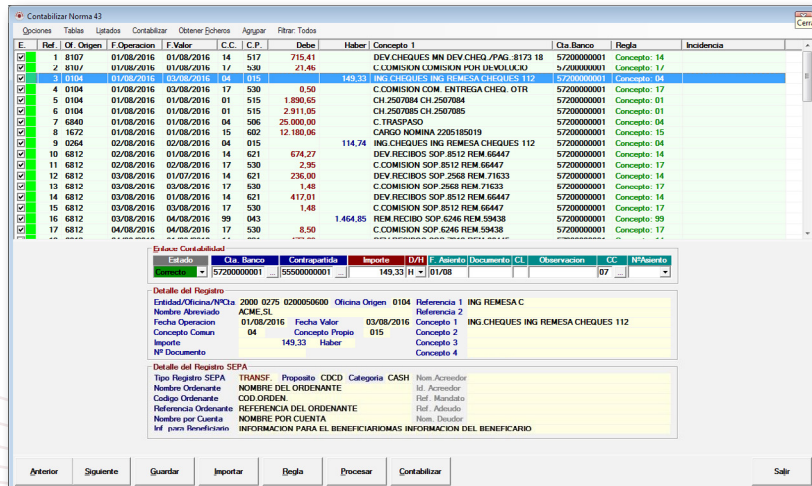 Contabilizar Norma 43
Cerra
Opciones Tablas Listados Contabilizar Obtener Ficheros Agrupar Filtrar: Todos
E. Ref. Of. Origen F.Operacion F.Valor C.C. C.P. Debe Haber Concepto 1 Cta.Banco Regla Incidencia
1 8107 01/08/2016 01/08/2016 14 517 715,41 DEV.CHEQUES MN DEV.CHEQ./PAG.:8173 18 57200000001 Concepto: 14
2 8107 01/08/2016 01/08/2016 17 530 21,46 C.COMISION COMISION POR DEVOLUCIO 57200000001 Concepto: 17
3 0104 01/08/2016 03/08/2016 04 015 149,33 ING.CHEQUES ING REMESA CHEQUES 112 57200000001 Concepto: 04
4 0104 01/08/2016 03/08/2016 17 530 0,50 C.COMISION COM. ENTREGA CHEQ. OTR 57200000001 Concepto: 17
5 0104 01/08/2016 01/08/2016 01 515 1.890,65 CH.2507084 CH.2507084 57200000001 Concepto: 01
6 0104 01/08/2016 01/08/2016 01 515 2.911,05 CH.2507085 CH.2507085 57200000001 Concepto: 01
7 6840 01/08/2016 01/08/2016 04 506 25.000,00 C.TRASPASO 57200000001 Concepto: 04
8 1672 01/08/2016 01/08/2016 15 602 12.180,06 CARGO NOMINA 2205185019 57200000001 Concepto: 15
9 0264 02/08/2016 02/08/2016 04 015 114,74 ING.CHEQUES ING REMESA CHEQUES 112 57200000001 Concepto: 04
10 6812 02/08/2016 01/08/2016 14 621 674,27 DEV.RECIBOS SOP.8512 REM.66447 57200000001 Concepto: 14
11 6812 02/08/2016 02/08/2016 17 530 2,95 C.COMISION SOP.8512 REM.66447 57200000001 Concepto: 17
12 6812 03/08/2016 01/07/2016 14 621 236,00 DEV.RECIBOS SOP.2568 REM.71633 57200000001 Concepto: 14
13 6812 03/08/2016 03/08/2016 17 530 1,48 C.COMISION SOP.2568 REM.71633 57200000001 Concepto: 17
14 6812 03/08/2016 01/08/2016 14 621 417,01 DEV.RECIBOS SOP.8512 REM.66447 57200000001 Concepto: 14
15 6812 03/08/2016 03/08/2016 17 530 1,48 C.COMISION SOP.8512 REM.66447 57200000001 Concepto: 17
16 6812 03/08/2016 04/08/2016 99 043 1.464,85 REM.RECIBO SOP.6246 REM.59438 57200000001 Concepto: 99
17 6812 04/08/2016 04/08/2016 17 530 8,50 C.COMISION SOP.6246 REM.59438 57200000001 Concepto: 17
Enlace Contabilidad
Estado Cta. Banco Contrapartida Importe D/H F. Asiento Documento CL Observacion CC NºAsiento
Correcto 57200000001 ... 55500000001 ... 149,33 H 01/08 07 ...
Detalle del Registro
Entidad/Oficina/NºCta 2000 0275 0200050600 Oficina Origen 0104 Referencia 1 ING REMESA C
Nombre Abreviado ACME,SL Referencia 2
Fecha Operacion 01/08/2016 Fecha Valor 03/08/2016 Concepto 1 ING.CHEQUES ING REMESA CHEQUES 112
Concepto Comun 04 Concepto Propio 015 Concepto 2
Importe 149,33 Haber Concepto 3
Nº Documento Concepto 4
Detalle del Registro SEPA
Tipo Registro SEPA TRANSF. Proposito CDCD Categoria CASH Nom.Acreedor
Nombre Ordenante NOMBRE DEL ORDENANTE Id. Acreedor
Codigo Ordenante COD.ORDEN. Ref. Mandato
Referencia Ordenante REFERENCIA DEL ORDENANTE Ref. Adeudo
Nombre por Cuenta NOMBRE POR CUENTA Nom. Deudor
Inf. para Beneficiario INFORMACION PARA EL BENEFICIARIOMAS INFORMACION DEL BENEFICARIO
Anterior Siguiente Guardar Importar Regla Procesar Contabilizar Salir